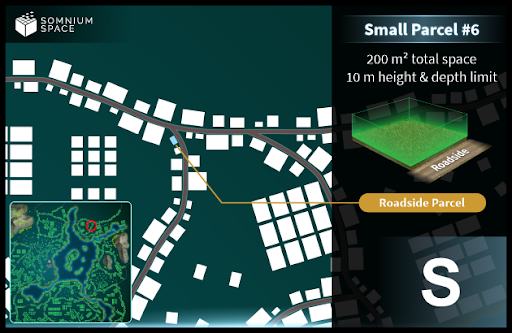 SOMNIUM
SPACE
Small Parcel #6
200 m² total space
10 m height & depth limit
Roadside
Roadside Parcel
S